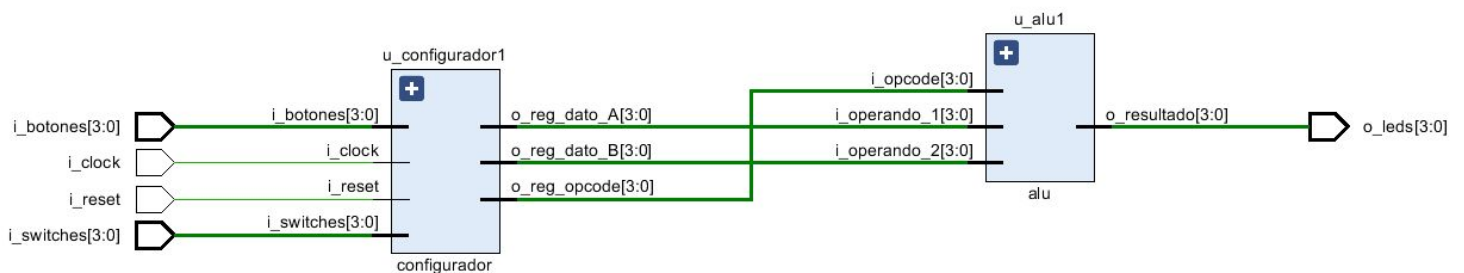 u_alu1
u_configurador1
i_opcode[3:0]
i_botones[3:0]
i_botones[3:0]
o_reg_dato_A[3:0]
i_operando_1[3:0]
o_resultado[3:0]
o_leds[3:0]
i_clock
i_clock
o_reg_dato_B[3:0]
i_operando_2[3:0]
i_reset
i_reset
o_reg_opcode[3:0]
alu
i_switches[3:0]
i_switches[3:0]
configurador